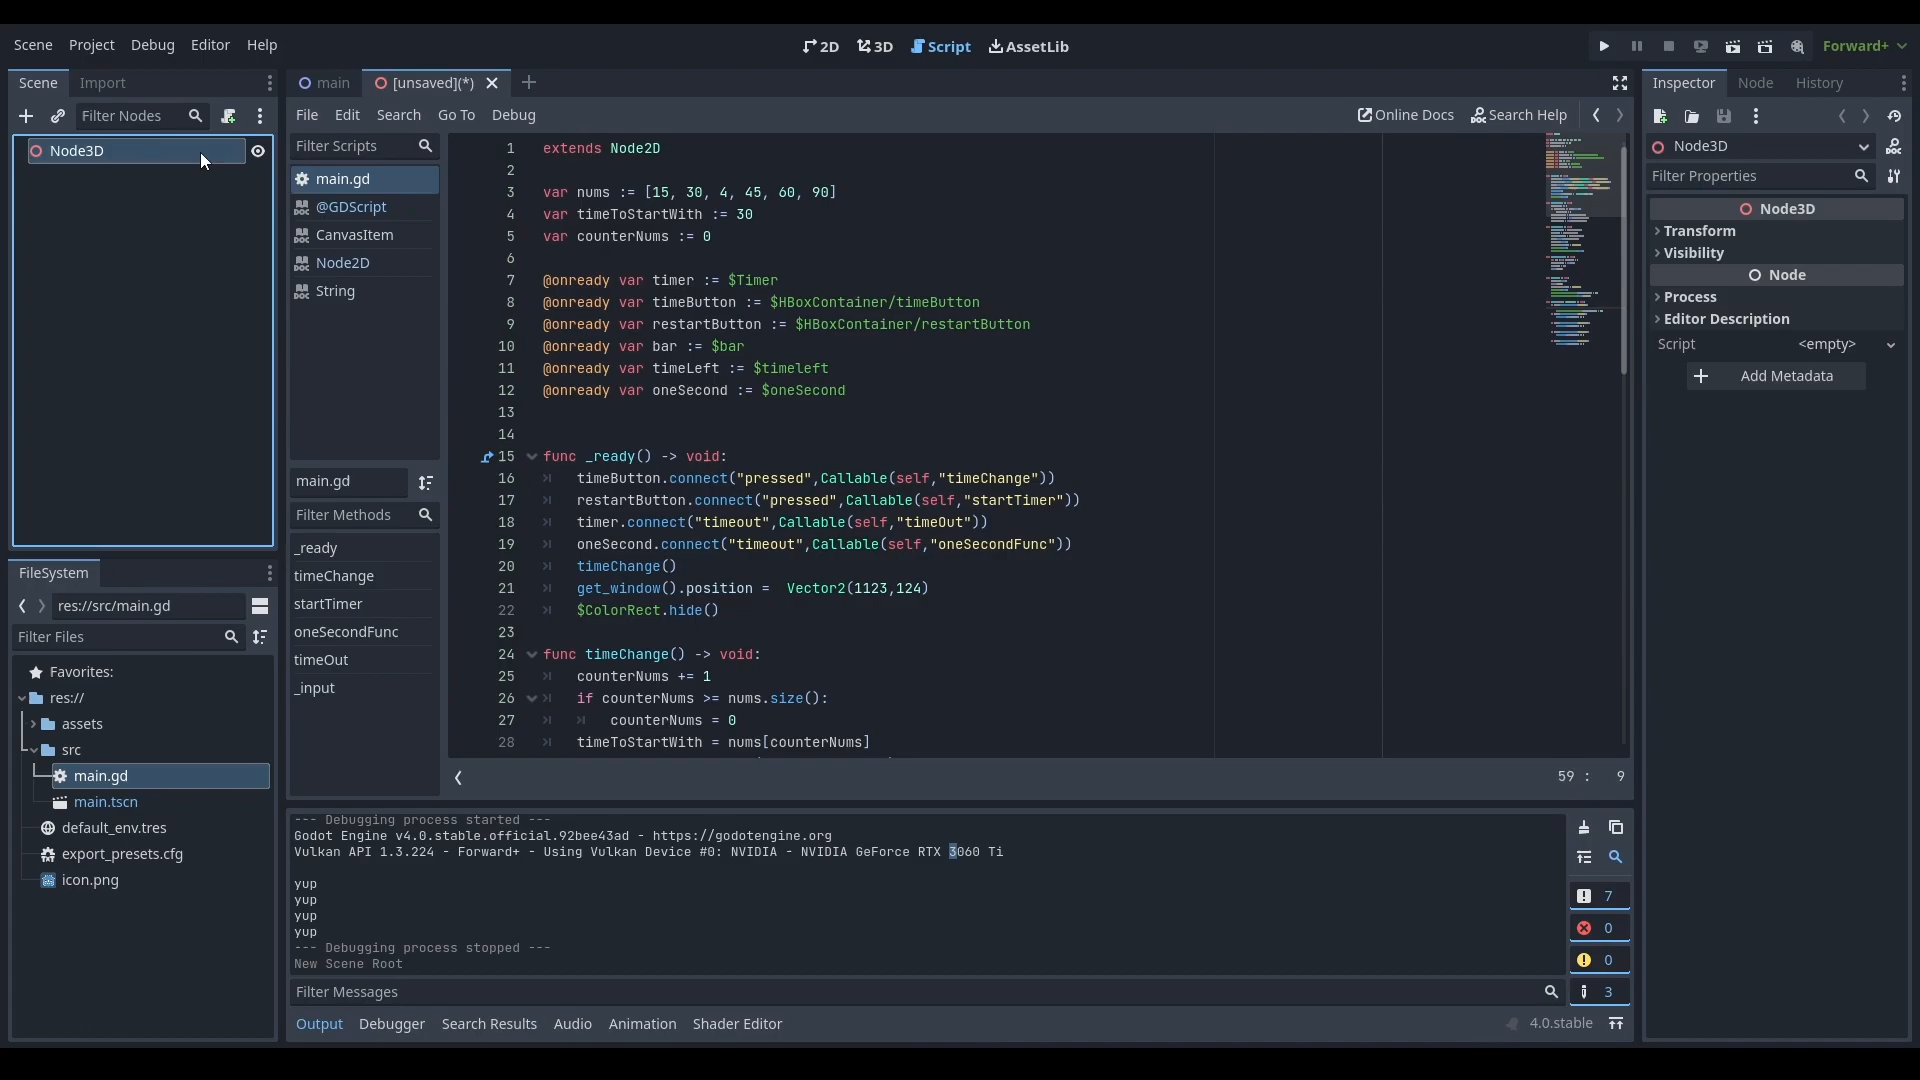 Scene Project Debug Editor Help
2D 3D Script AssetLib
Forward+
Scene Import
Filter Nodes
Node3D
FileSystem
res://src/main.gd
Filter Files
Favorites:
res://
assets
src
main.gd
main.tscn
default_env.tres
export_presets.cfg
icon.png
main [unsaved](*)
File Edit Search Go To Debug
Online Docs Search Help
Filter Scripts
main.gd
@GDScript
CanvasItem
Node2D
String
main.gd
Filter Methods
_ready
timeChange
startTimer
oneSecondFunc
timeOut
_input
1 extends Node2D
2
3 var nums := [15, 30, 4, 45, 60, 90]
4 var timeToStartWith := 30
5 var counterNums := 0
6
7 @onready var timer := $Timer
8 @onready var timeButton := $HBoxContainer/timeButton
9 @onready var restartButton := $HBoxContainer/restartButton
10 @onready var bar := $bar
11 @onready var timeLeft := $timeleft
12 @onready var oneSecond := $oneSecond
13
14
15 func _ready() -> void:
16 timeButton.connect("pressed",Callable(self,"timeChange"))
17 restartButton.connect("pressed",Callable(self,"startTimer"))
18 timer.connect("timeout",Callable(self,"timeOut"))
19 oneSecond.connect("timeout",Callable(self,"oneSecondFunc"))
20 timeChange()
21 get_window().position =  Vector2(1123,124)
22 $ColorRect.hide()
23
24 func timeChange() -> void:
25 counterNums += 1
26 if counterNums >= nums.size():
27 counterNums = 0
28 timeToStartWith = nums[counterNums]
59 : 9
--- Debugging process started ---
Godot Engine v4.0.stable.official.92bee43ad - https://godotengine.org
Vulkan API 1.3.224 - Forward+ - Using Vulkan Device #0: NVIDIA - NVIDIA GeForce RTX 3060 Ti
yup
yup
yup
yup
--- Debugging process stopped ---
New Scene Root
7
0
0
3
Filter Messages
Output Debugger Search Results Audio Animation Shader Editor
4.0.stable
Inspector Node History
Node3D
Filter Properties
Node3D
Transform
Visibility
Node
Process
Editor Description
Script <empty>
Add Metadata